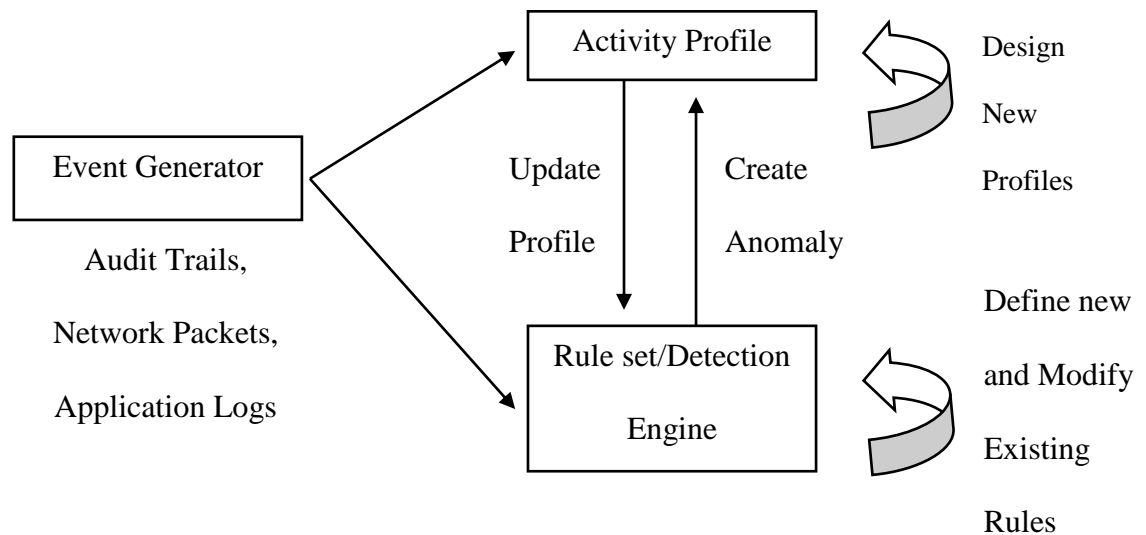 Activity Profile
Design
New
Profiles
Event Generator
Audit Trails,
Network Packets,
Application Logs
Update
Profile
Create
Anomaly
Rule set/Detection
Engine
Define new
and Modify
Existing
Rules